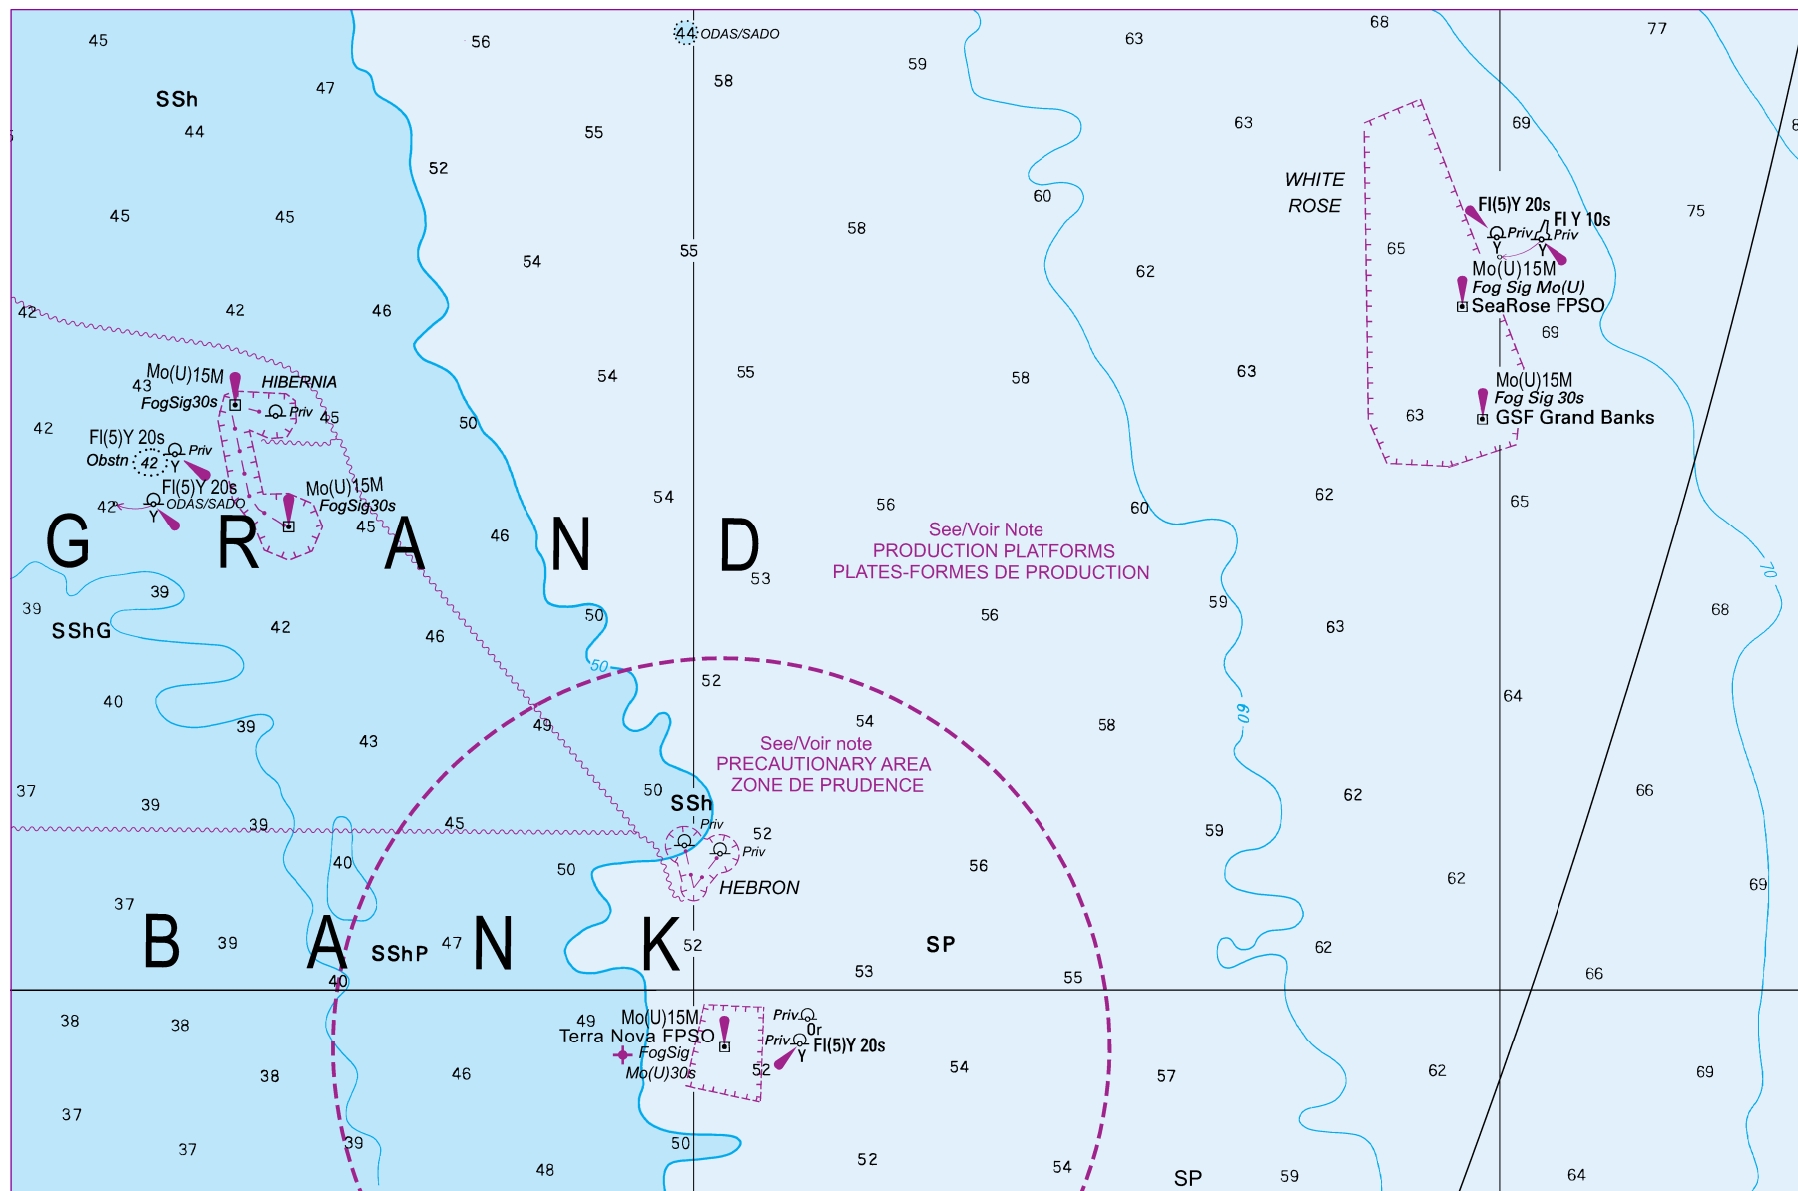 68
77
45
56
44 ODAS/SADO
63
59
58
47
SSh
44
55
63
69
52
WHITE
ROSE
60
45
45
Fl(5)Y 20s
75
Fl Y 10s
58
Priv
Priv
Y
Y
55
65
54
62
Mo(U)15M
Fog Sig Mo(U)
SeaRose FPSO
42
42
46
69
Mo(U)15M
HIBERNIA
43
54
55
58
63
Mo(U)15M
Fog Sig 30s
FogSig30s
Priv
45
63
GSF Grand Banks
42
50
Fl(5)Y 20s
Priv
Obstn
42
Y
Fl(5)Y 20s
ODAS/SADO
Mo(U)15M
FogSig30s
42
Y
45
54
56
60
62
65
G R A N D
46
See/Voir Note
PRODUCTION PLATFORMS
PLATES-FORMES DE PRODUCTION
53
70
39
39
59
50
56
68
SShG
42
46
63
50
52
40
64
39
49
54
58
60
43
See/Voir note
PRECAUTIONARY AREA
ZONE DE PRUDENCE
37
39
50
SSh
62
66
39
45
Priv
52
59
Priv
40
50
56
HEBRON
62
69
37
B A N K
39
SShP
47
52
SP
62
40
53
55
66
38
38
49
Mo(U)15M
Priv
Or
Terra Nova FPSO
Priv
Fl(5)Y 20s
Y
FogSig
Mo(U)30s
52
38
46
54
57
62
69
37
37
39
50
48
52
54
SP
59
64